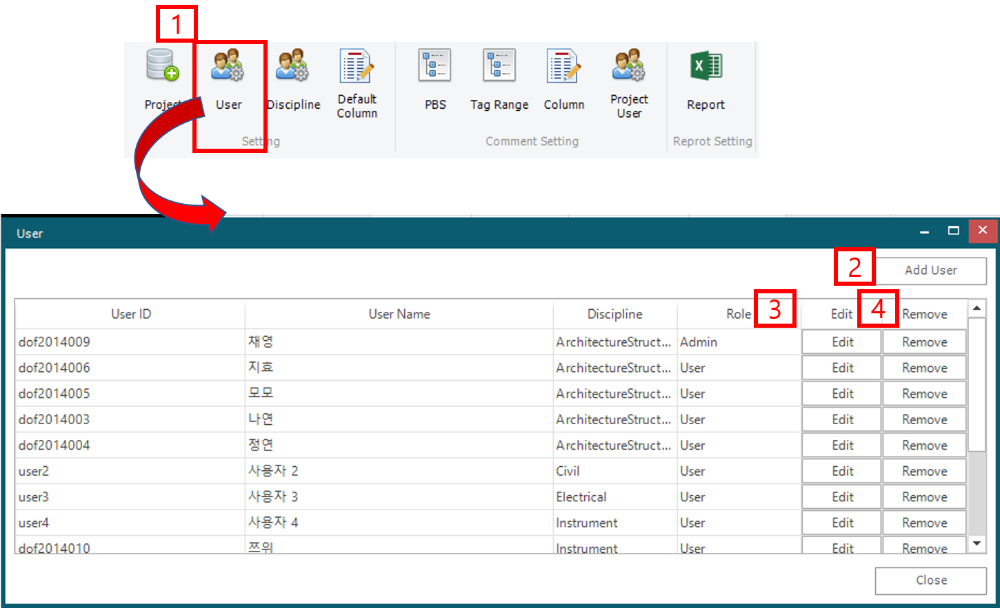 1
Project
User
Discipline
Default
Column
Setting
PBS
Tag Range
Column
Project
User
Comment Setting
Report
Reprot Setting
User
2 Add User
User ID User Name Discipline Role 3 Edit 4 Remove
dof2014009 채영 ArchitectureStruct... Admin Edit Remove
dof2014006 지효 ArchitectureStruct... User Edit Remove
dof2014005 모모 ArchitectureStruct... User Edit Remove
dof2014003 나연 ArchitectureStruct... User Edit Remove
dof2014004 정연 ArchitectureStruct... User Edit Remove
user2 사용자 2 Civil User Edit Remove
user3 사용자 3 Electrical User Edit Remove
user4 사용자 4 Instrument User Edit Remove
dof2014010 쯔위 Instrument User Edit Remove
Close